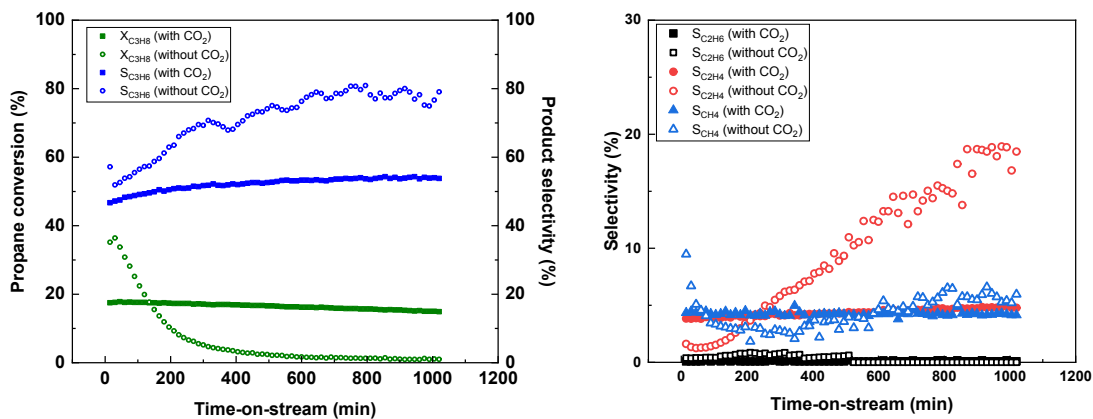 X_C3H8 (with CO₂)
X_C3H8 (without CO₂)
S_C3H6 (with CO₂)
S_C3H6 (without CO₂)
Propane conversion (%)
100
80
60
40
20
0
100
80
60
40
20
0
Product selectivity (%)
0
200
400
600
800
1000
1200
Time-on-stream (min)
S_C2H6 (with CO₂)
S_C2H6 (without CO₂)
S_C2H4 (with CO₂)
S_C2H4 (without CO₂)
S_CH4 (with CO₂)
S_CH4 (without CO₂)
Selectivity (%)
30
20
10
0
0
200
400
600
800
1000
1200
Time-on-stream (min)